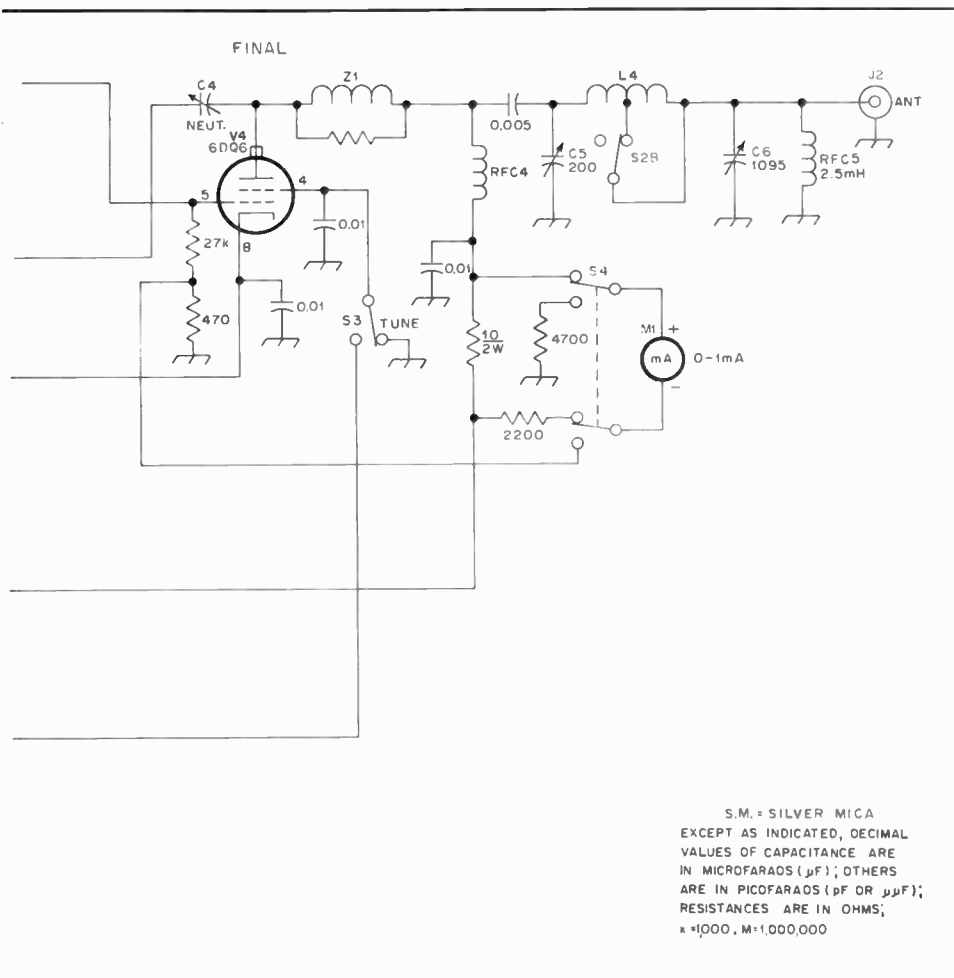 FINAL
C4
NEUT.
V4
6DQ6
Z1
L4
J2
ANT
0.005
C5
200
S2B
C6
1095
RFC5
2.5mH
RFC4
5
4
8
27k
470
0.01
0.01
0.01
S3
TUNE
10
2W
S4
4700
2200
M1
+
mA
0-1mA
-
S.M. = SILVER MICA
EXCEPT AS INDICATED, DECIMAL
VALUES OF CAPACITANCE ARE
IN MICROFARADS (µF); OTHERS
ARE IN PICOFARADS (pF OR µµF);
RESISTANCES ARE IN OHMS;
k =1,000, M=1,000,000